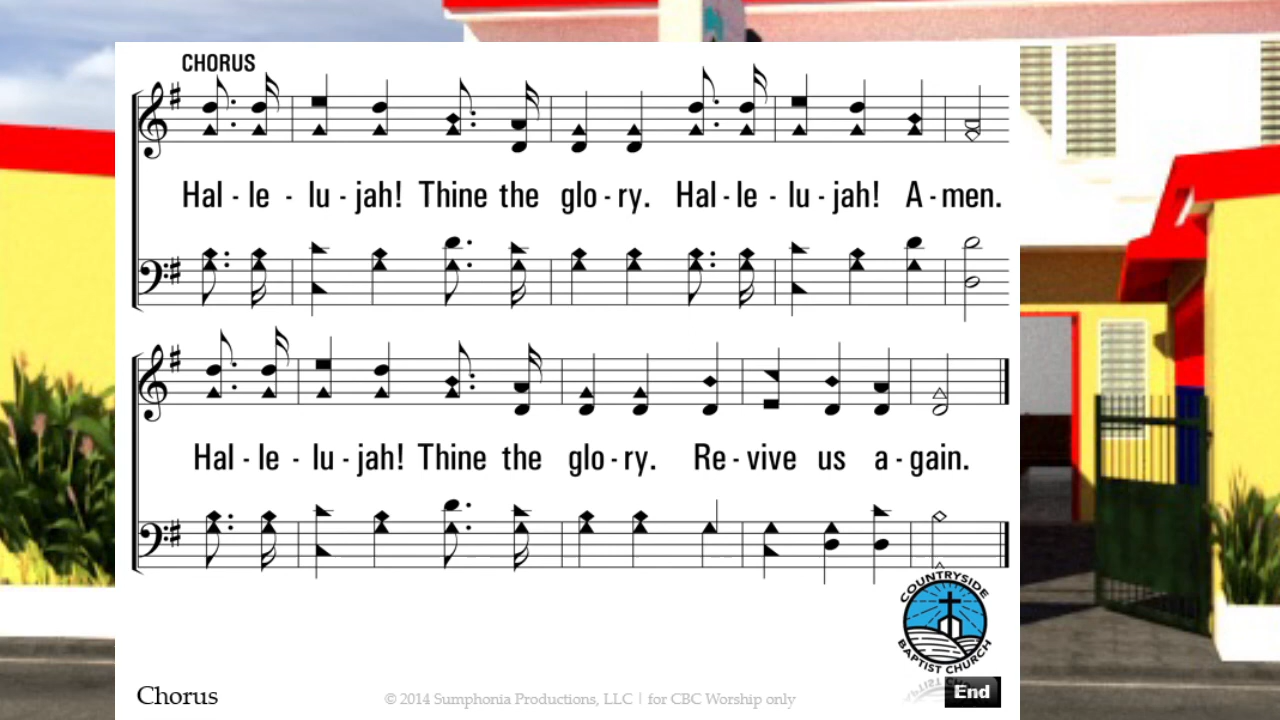 CHORUS
Hal - le - lu - jah! Thine the glo - ry. Hal - le - lu - jah! A - men.
Hal - le - lu - jah! Thine the glo - ry. Re - vive us a - gain.
COUNTRYSIDE
BAPTIST CHURCH
Chorus
© 2014 Sumphonia Productions, LLC | for CBC Worship only
End